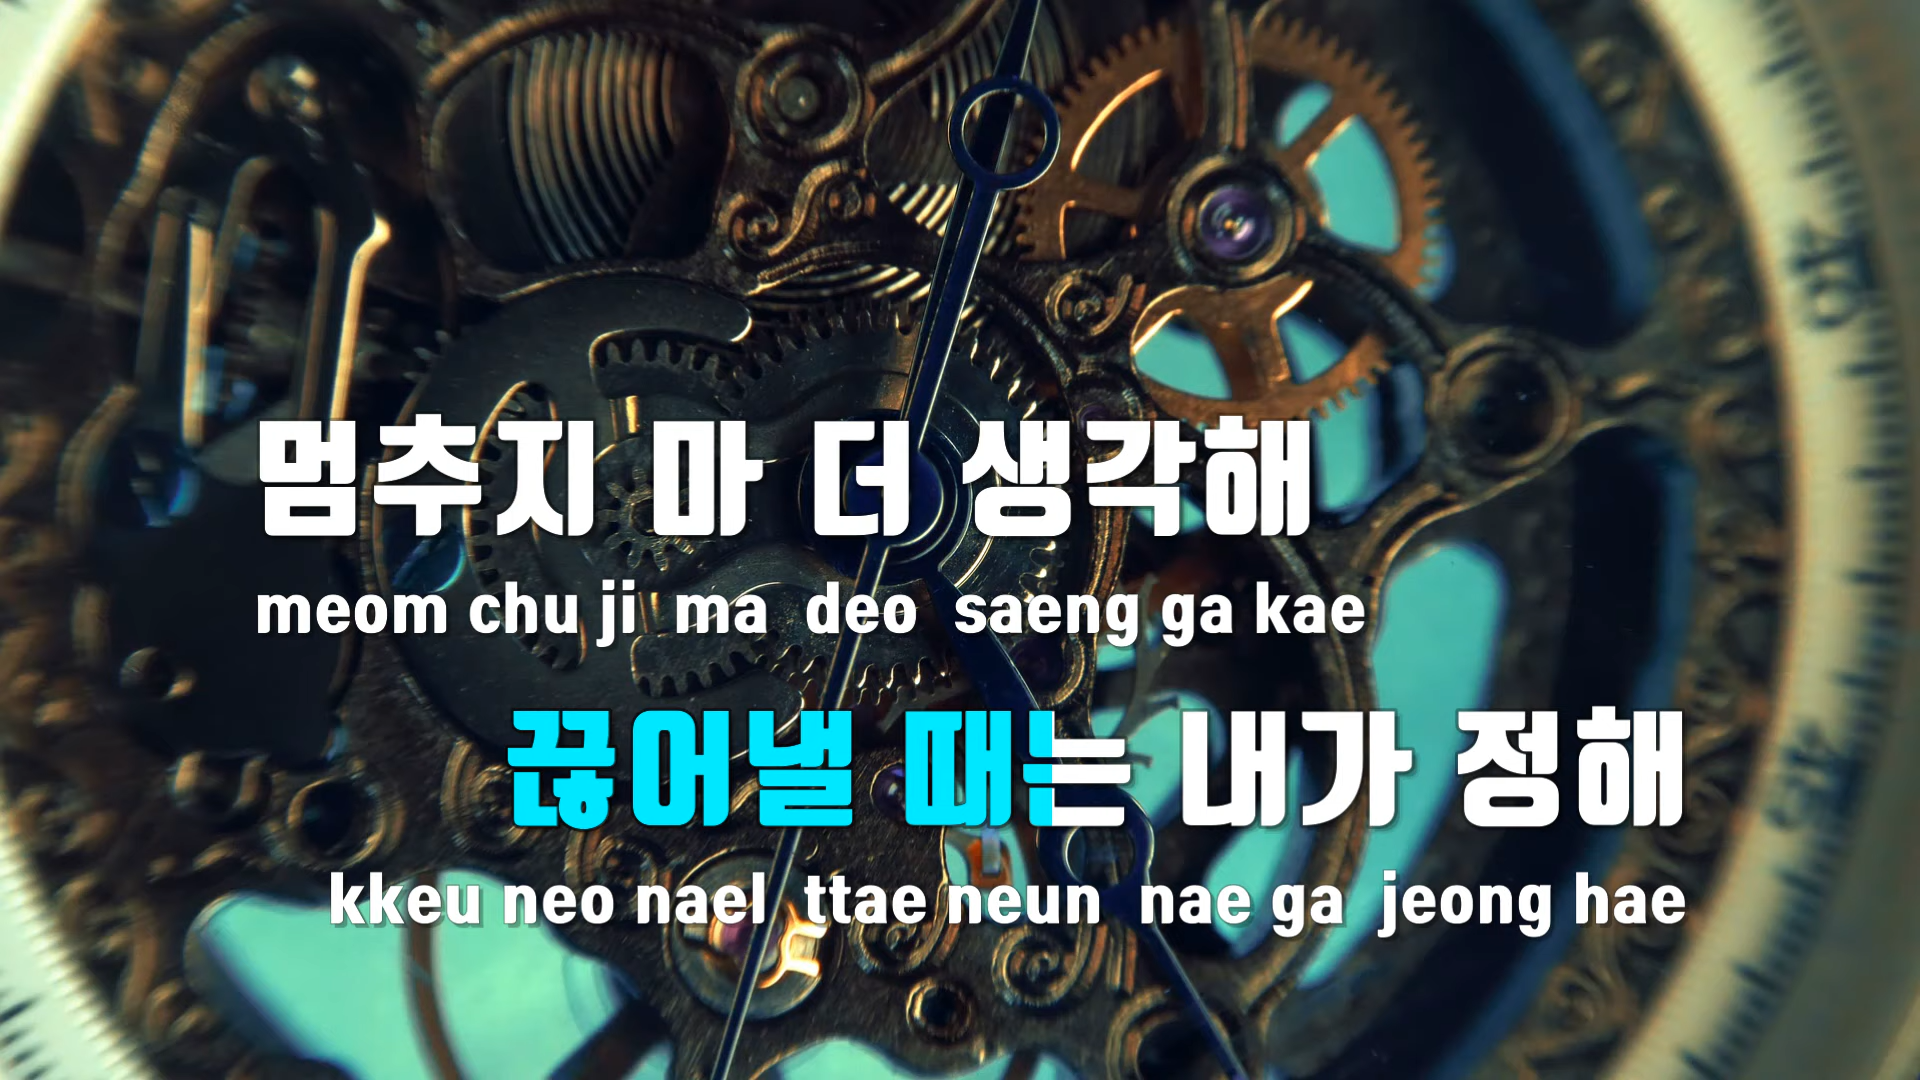 멈추지 마 더 생각해
meom chu ji ma deo saeng ga kae
끊어낼 때는 내가 정해
kkeu neo nael ttae neun nae ga jeong hae